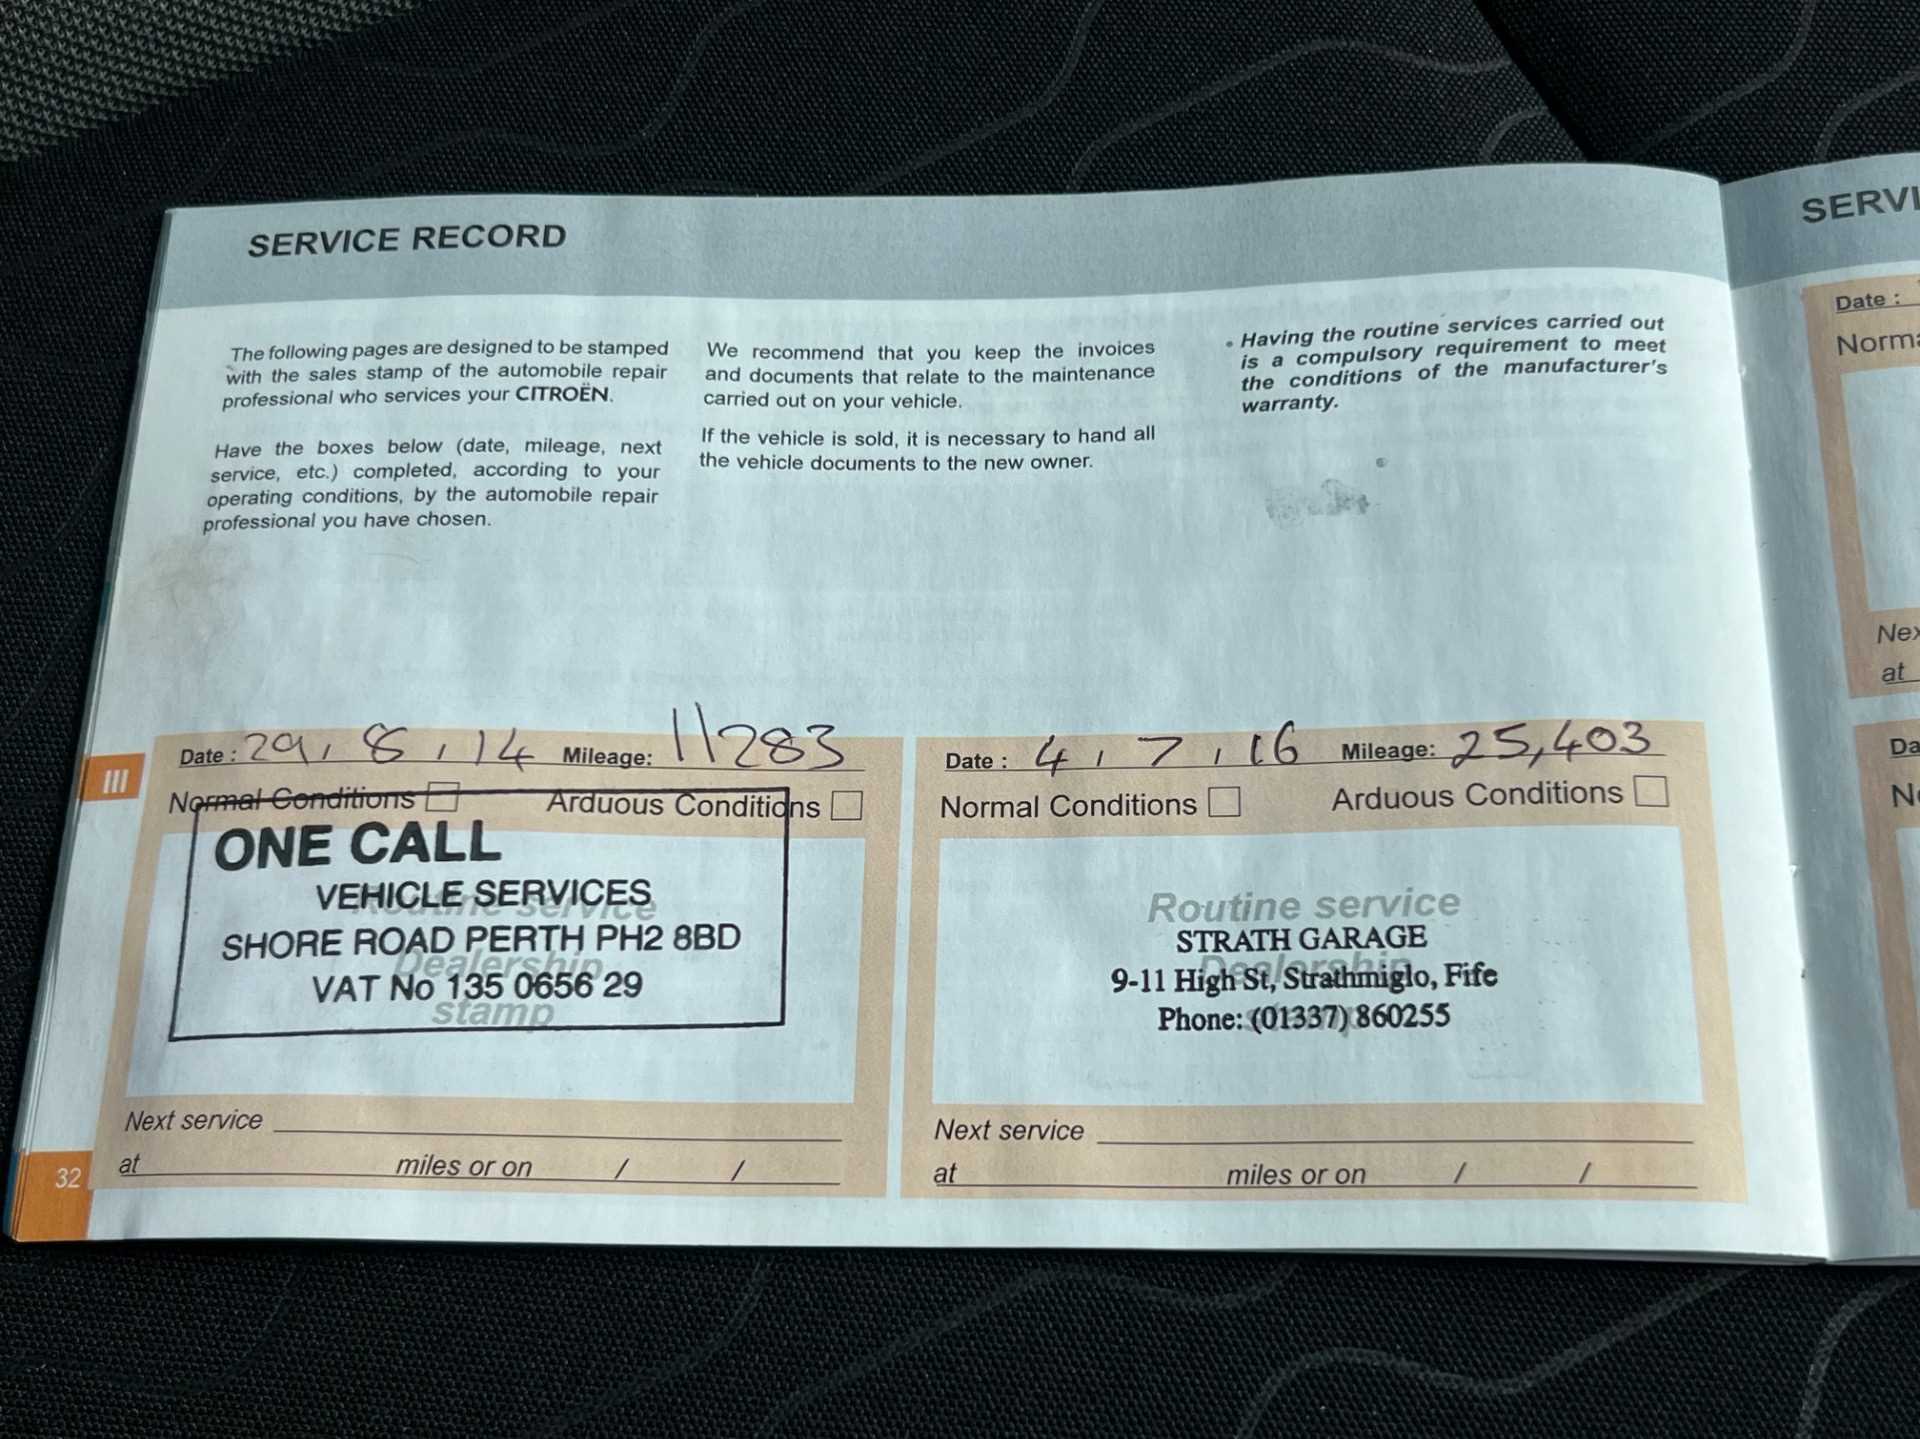 SERVICE RECORD
The following pages are designed to be stamped
with the sales stamp of the automobile repair
professional who services your CITROËN.
Have the boxes below (date, mileage, next
service, etc.) completed, according to your
operating conditions, by the automobile repair
professional you have chosen.
We recommend that you keep the invoices
and documents that relate to the maintenance
carried out on your vehicle.
If the vehicle is sold, it is necessary to hand all
the vehicle documents to the new owner.
• Having the routine services carried out
is a compulsory requirement to meet
the conditions of the manufacturer's
warranty.
III
Date : 29 / 8 / 14 Mileage: 11283
Normal Conditions Arduous Conditions
Routine service
Dealership
stamp
ONE CALL
VEHICLE SERVICES
SHORE ROAD PERTH PH2 8BD
VAT No 135 0656 29
Next service
at miles or on / /
Date : 4 / 7 / 16 Mileage: 25,403
Normal Conditions Arduous Conditions
Routine service
Dealership
STRATH GARAGE
9-11 High St, Strathmiglo, Fife
Phone: (01337) 860255
Next service
at miles or on / /
32
SERVI
Date :
Norma
Nex
at
Da
No